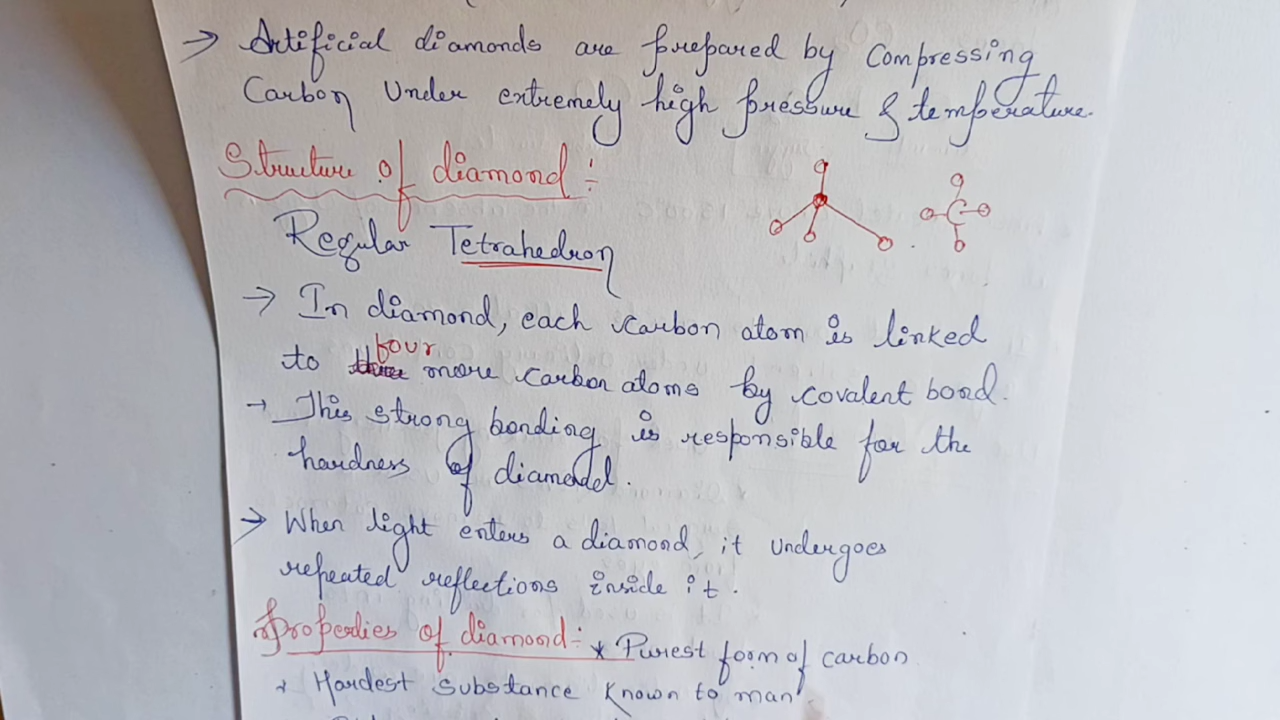 → Artificial diamonds are prepared by Compressing
Carbon Under extremely high pressure & temperature.
Structure of diamond :-
Regular Tetrahedron
C
→ In diamond, each carbon atom is linked
four
to three more carbon atoms by covalent bond.
→ This strong bonding is responsible for the
hardness of diamond.
→ When light enters a diamond, it undergoes
repeated reflections inside it.
Properties of diamond:- * Purest form of carbon
* Hardest substance known to man